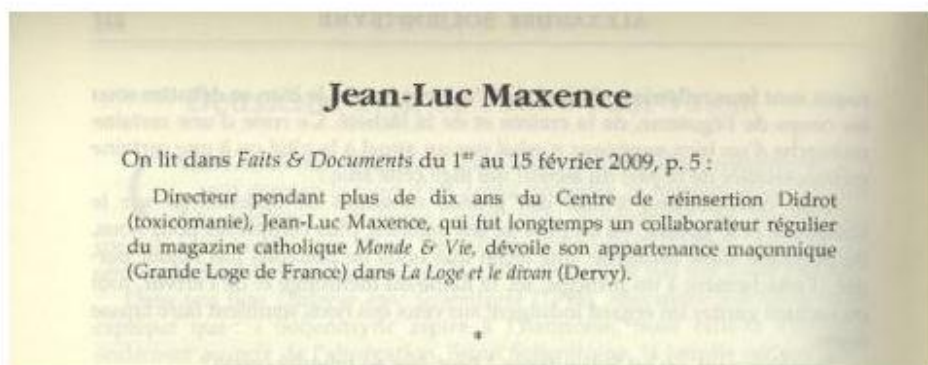 Jean-Luc Maxence
On lit dans Faits & Documents du 1er au 15 février 2009, p. 5 :
Directeur pendant plus de dix ans du Centre de réinsertion Didrot
(toxicomanie), Jean-Luc Maxence, qui fut longtemps un collaborateur régulier
du magazine catholique Monde & Vie, dévoile son appartenance maçonnique
(Grande Loge de France) dans La Loge et le divan (Dervy).
*